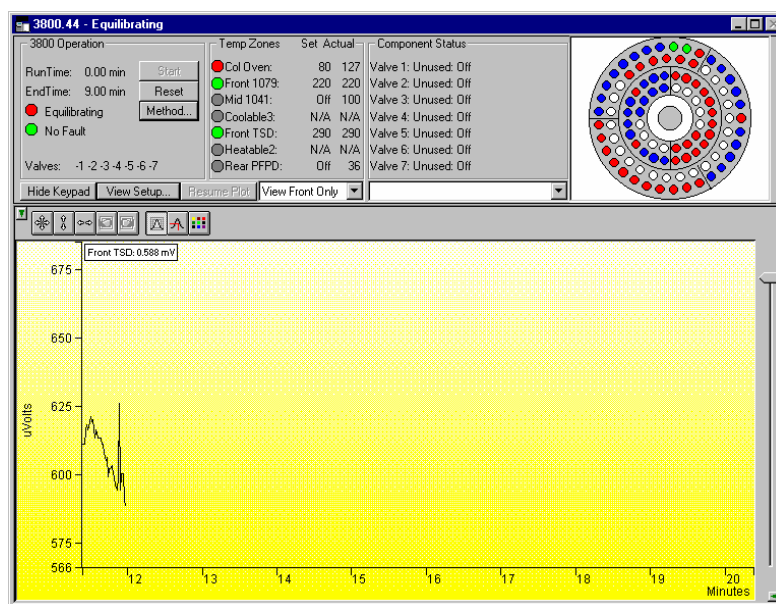 3800.44 - Equilibrating
3800 Operation
RunTime: 0.00 min Start
EndTime: 9.00 min Reset
Equilibrating Method...
No Fault
Valves: -1 -2 -3 -4 -5 -6 -7
Temp Zones Set Actual
Col Oven: 80 127
Front 1079: 220 220
Mid 1041: Off 100
Coolable3: N/A N/A
Front TSD: 290 290
Heatable2: N/A N/A
Rear PFPD: Off 36
Component Status
Valve 1: Unused: Off
Valve 2: Unused: Off
Valve 3: Unused: Off
Valve 4: Unused: Off
Valve 5: Unused: Off
Valve 6: Unused: Off
Valve 7: Unused: Off
Hide Keypad View Setup... Resume Plot View Front Only
Front TSD: 0.588 mV
675
650
625
600
575
566
uVolts
12 13 14 15 16 17 18 19 20
Minutes